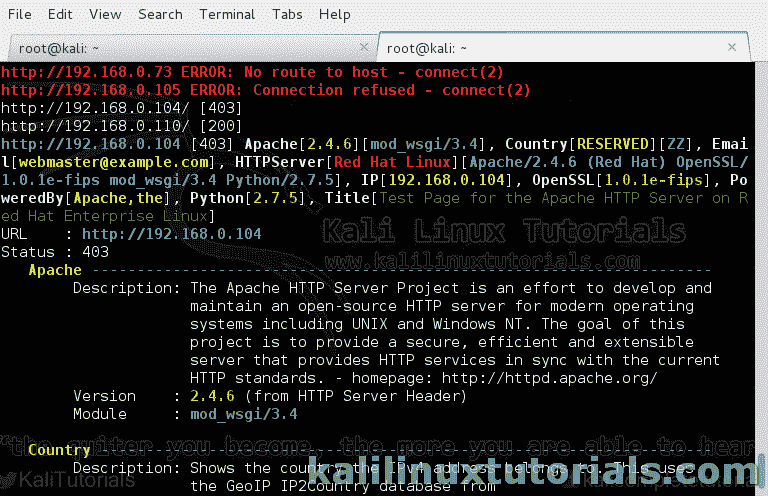 File Edit View Search Terminal Tabs Help
root@kali: ~ × root@kali: ~ ×
http://192.168.0.73 ERROR: No route to host - connect(2)
http://192.168.0.105 ERROR: Connection refused - connect(2)
http://192.168.0.104/ [403]
http://192.168.0.110/ [200]
http://192.168.0.104 [403] Apache[2.4.6][mod_wsgi/3.4], Country[RESERVED][ZZ], Emai
l[webmaster@example.com], HTTPServer[Red Hat Linux][Apache/2.4.6 (Red Hat) OpenSSL/
1.0.1e-fips mod_wsgi/3.4 Python/2.7.5], IP[192.168.0.104], OpenSSL[1.0.1e-fips], Po
weredBy[Apache,the], Python[2.7.5], Title[Test Page for the Apache HTTP Server on R
ed Hat Enterprise Linux]
URL : http://192.168.0.104
Kali Linux Tutorials
Status : 403
www.kalilinuxtutorials.com
Apache
Description: The Apache HTTP Server Project is an effort to develop and
maintain an open-source HTTP server for modern operating
systems including UNIX and Windows NT. The goal of this
project is to provide a secure, efficient and extensible
server that provides HTTP services in sync with the current
HTTP standards. - homepage: http://httpd.apache.org/
Version : 2.4.6 (from HTTP Server Header)
Module : mod_wsgi/3.4
“the quieter you become, the more you are able to hear
Country
Description: Shows the country the IPv4 address belongs to. This uses
the GeoIP IP2Country database from
KaliTutorials
kalilinuxtutorials.com